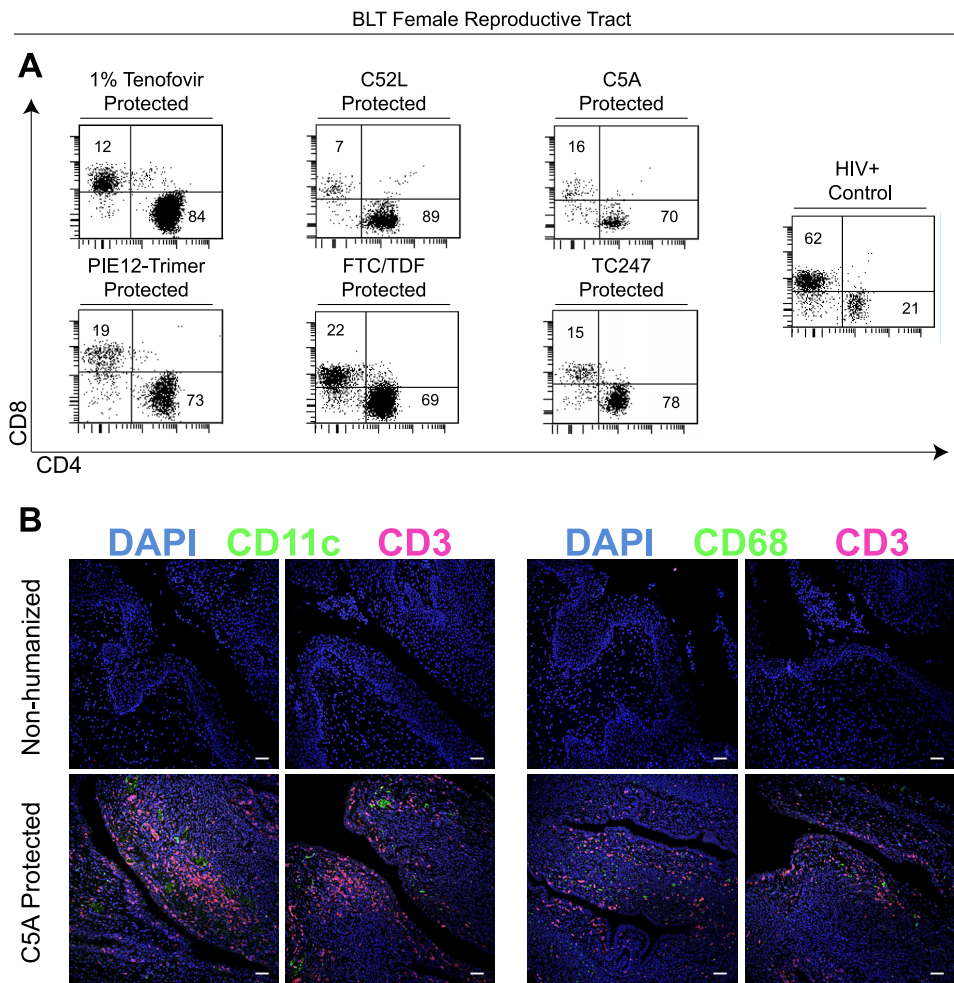 BLT Female Reproductive Tract
A
1% Tenofovir
Protected
12
84
C52L
Protected
7
89
C5A
Protected
16
70
HIV+
Control
62
21
PIE12-Trimer
Protected
19
73
FTC/TDF
Protected
22
69
TC247
Protected
15
78
CD8
CD4
B
DAPI CD11c CD3
DAPI CD68 CD3
Non-humanized
C5A Protected